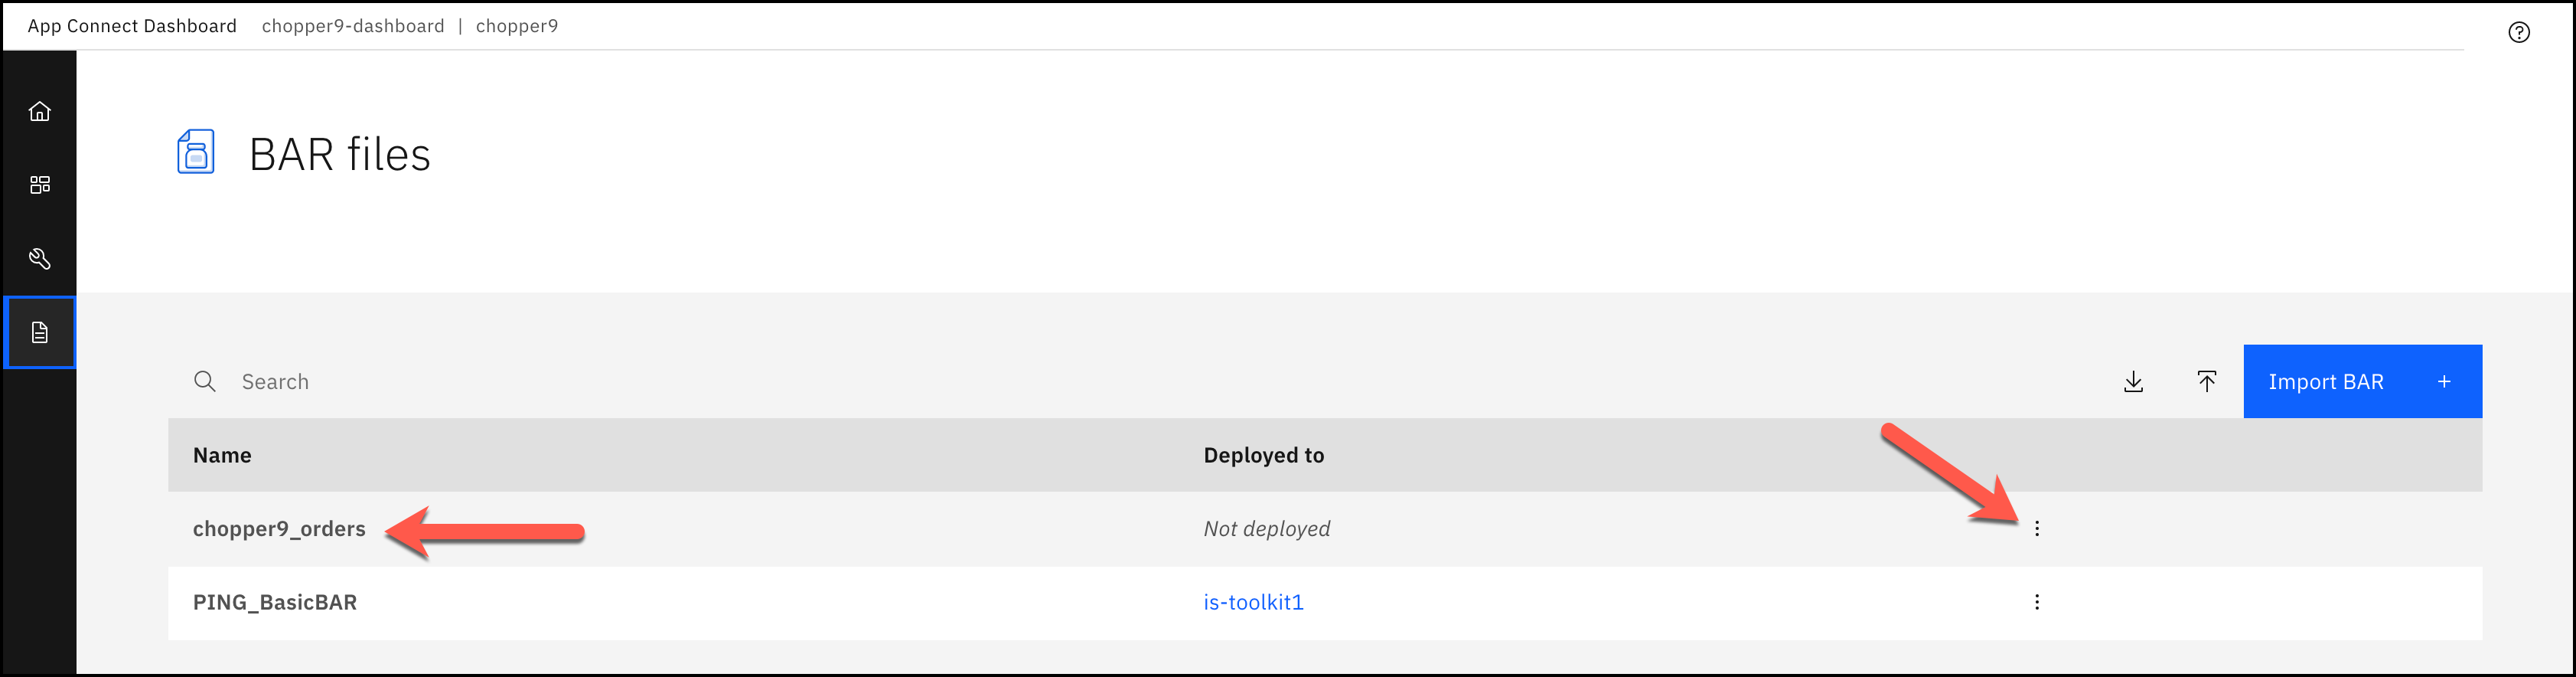 App Connect Dashboard chopper9-dashboard | chopper9
BAR files
Search
Import BAR +
Name Deployed to
chopper9_orders Not deployed
PING_BasicBAR is-toolkit1